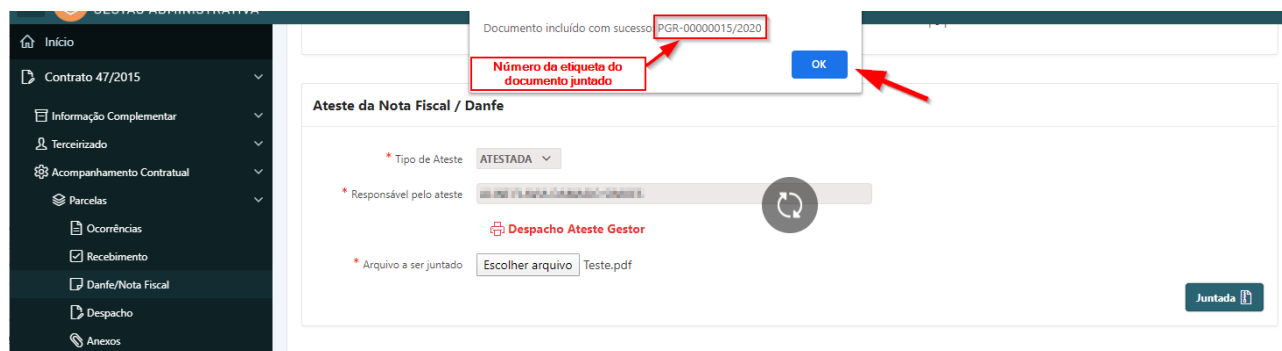 GESTÃO ADMINISTRATIVA
Início
Contrato 47/2015
Informação Complementar
Terceirizado
Acompanhamento Contratual
Parcelas
Ocorrências
Recebimento
Danfe/Nota Fiscal
Despacho
Anexos
Documento incluído com sucesso: PGR-00000015/2020
Número da etiqueta do
documento juntado
OK
Ateste da Nota Fiscal / Danfe
* Tipo de Ateste ATESTADA
* Responsável pelo ateste
Despacho Ateste Gestor
* Arquivo a ser juntado Escolher arquivo Teste.pdf
Juntada